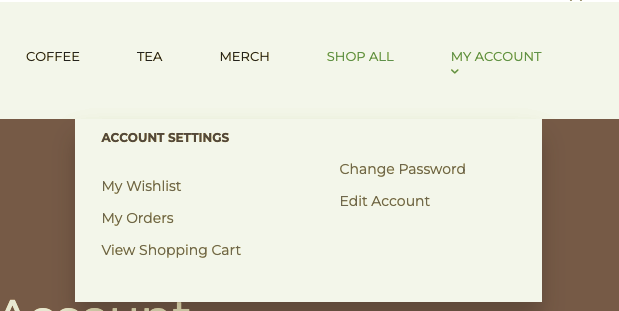 COFFEE TEA MERCH SHOP ALL MY ACCOUNT
ACCOUNT SETTINGS
My Wishlist
My Orders
View Shopping Cart
Change Password
Edit Account
Account